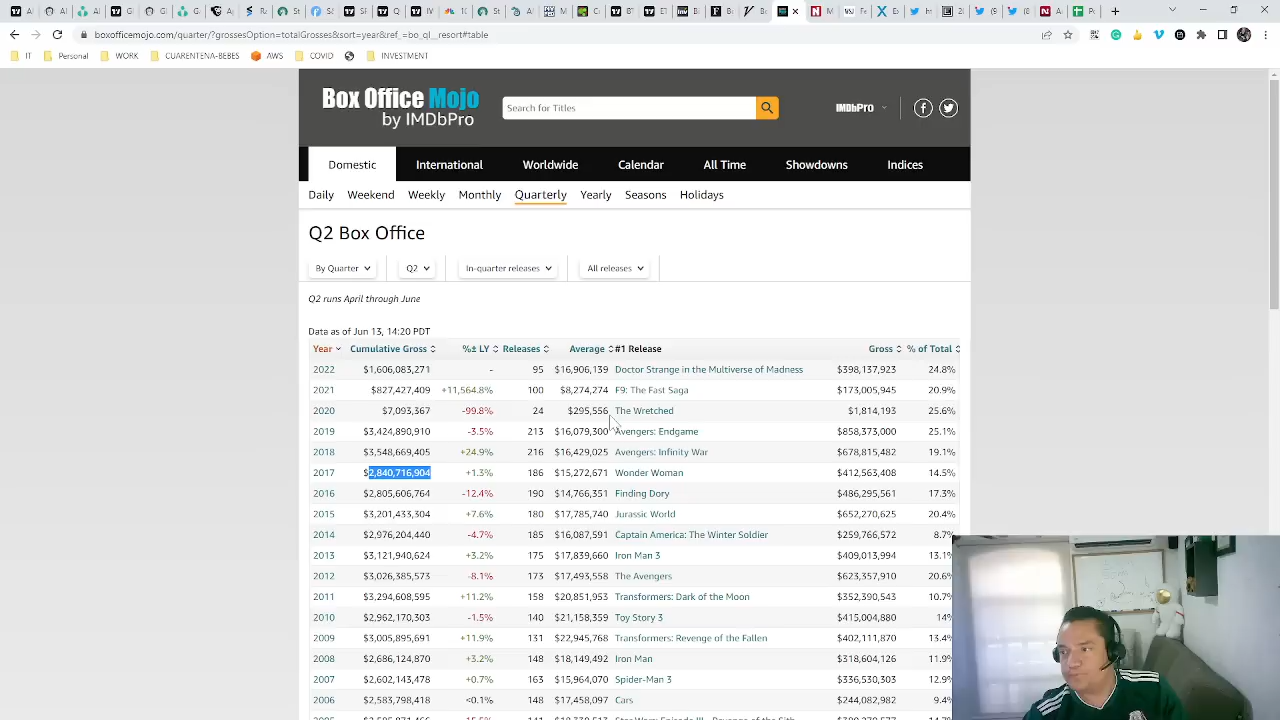 boxofficemojo.com/quarter/?grossesOption=totalGrosses&sort=year&ref_=bo_ql__resort#table
IT Personal WORK CUARENTENA-BEBES AWS COVID INVESTMENT
Box Office Mojo
by IMDbPro
Search for Titles
IMDbPro
Domestic International Worldwide Calendar All Time Showdowns Indices
Daily Weekend Weekly Monthly Quarterly Yearly Seasons Holidays
Q2 Box Office
By Quarter Q2 In-quarter releases All releases
Q2 runs April through June
Data as of Jun 13, 14:20 PDT
Year Cumulative Gross %± LY Releases Average #1 Release Gross % of Total
2022 $1,606,083,271 - 95 $16,906,139 Doctor Strange in the Multiverse of Madness $398,137,923 24.8%
2021 $827,427,409 +11,564.8% 100 $8,274,274 F9: The Fast Saga $173,005,945 20.9%
2020 $7,093,367 -99.8% 24 $295,556 The Wretched $1,814,193 25.6%
2019 $3,424,890,910 -3.5% 213 $16,079,300 Avengers: Endgame $858,373,000 25.1%
2018 $3,548,669,405 +24.9% 216 $16,429,025 Avengers: Infinity War $678,815,482 19.1%
2017 $2,840,716,904 +1.3% 186 $15,272,671 Wonder Woman $412,563,408 14.5%
2016 $2,805,606,764 -12.4% 190 $14,766,351 Finding Dory $486,295,561 17.3%
2015 $3,201,433,304 +7.6% 180 $17,785,740 Jurassic World $652,270,625 20.4%
2014 $2,976,204,440 -4.7% 185 $16,087,591 Captain America: The Winter Soldier $259,766,572 8.7%
2013 $3,121,940,624 +3.2% 175 $17,839,660 Iron Man 3 $409,013,994 13.1%
2012 $3,026,385,573 -8.1% 173 $17,493,558 The Avengers $623,357,910 20.6%
2011 $3,294,608,595 +11.2% 158 $20,851,953 Transformers: Dark of the Moon $352,390,543 10.7%
2010 $2,962,170,303 -1.5% 140 $21,158,359 Toy Story 3 $415,004,880 14%
2009 $3,005,895,691 +11.9% 131 $22,945,768 Transformers: Revenge of the Fallen $402,111,870 13.4%
2008 $2,686,124,870 +3.2% 148 $18,149,492 Iron Man $318,604,126 11.9%
2007 $2,602,143,478 +0.7% 163 $15,964,070 Spider-Man 3 $336,530,303 12.9%
2006 $2,583,798,418 <0.1% 148 $17,458,097 Cars $244,082,982 9.4%